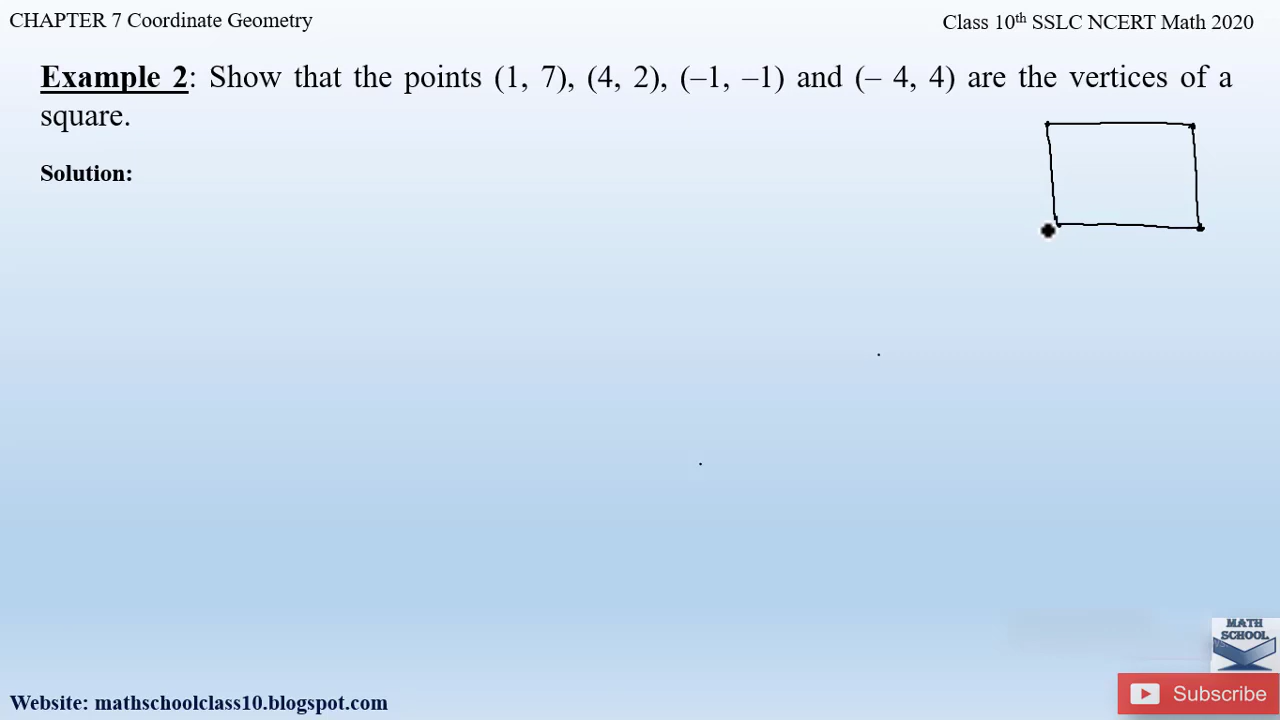 CHAPTER 7 Coordinate Geometry
Class 10th SSLC NCERT Math 2020
Example 2: Show that the points (1, 7), (4, 2), (–1, –1) and (– 4, 4) are the vertices of a
square.
Solution:
MATH
SCHOOL
Subscribe
Website: mathschoolclass10.blogspot.com